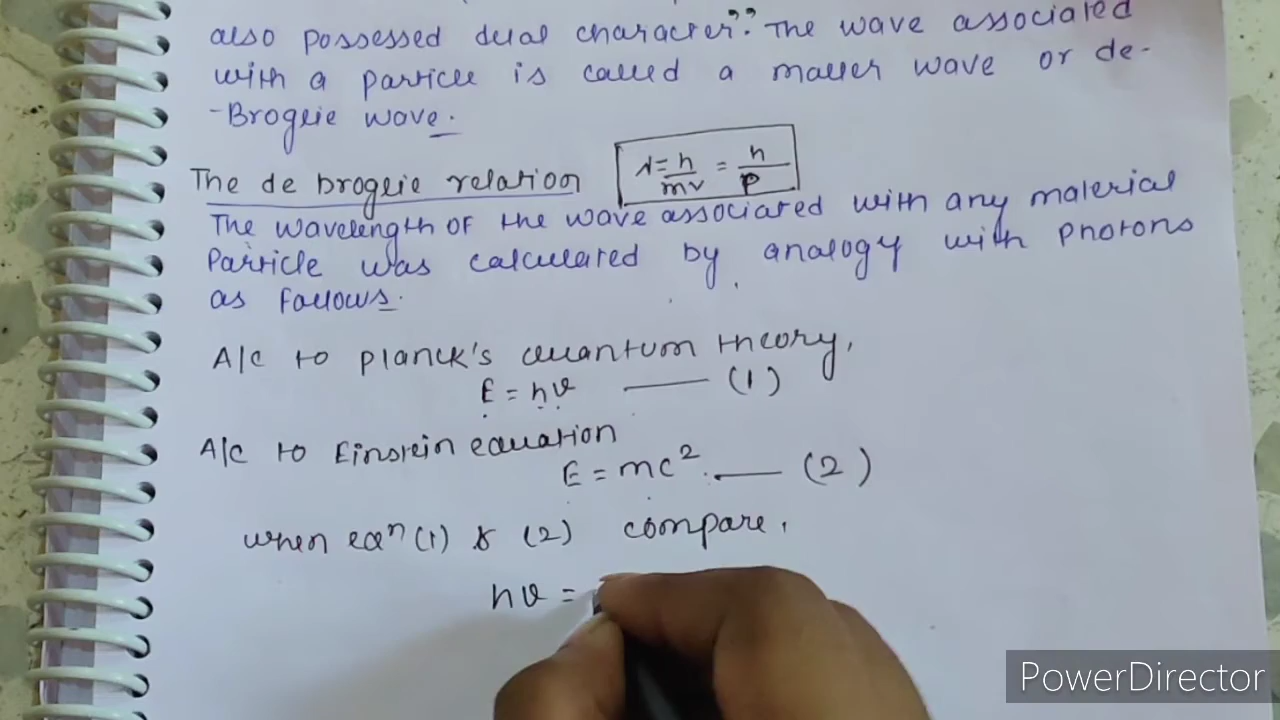 also possessed dual character". The wave associated
with a particle is called a matter wave or de-
-Broglie wave.
The de broglie relation λ = h/mv = h/p
The wavelength of the wave associated with any material
Particle was calculated by analogy with photons
as follows.
A/c to planck's quantum theory,
E = hν —— (1)
A/c to Einstein equation
E = mc². —— (2)
when eqⁿ (1) & (2) compare,
hν =
PowerDirector